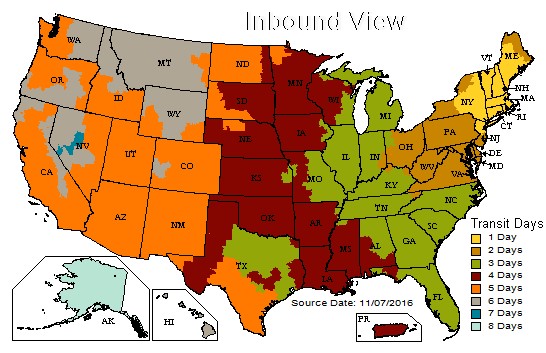 Inbound View
WA
MT
ND
MN
VT
ME
OR
ID
SD
WI
MI
NY
NH
MA
RI
CT
WY
NE
IA
PA
NJ
NV
UT
CO
IL
IN
OH
WV
VA
DE
MD
CA
KS
MO
KY
NC
AZ
NM
OK
AR
TN
SC
TX
LA
MS
AL
GA
FL
AK
HI
PR
Source Date: 11/07/2016
Transit Days
1 Day
2 Days
3 Days
4 Days
5 Days
6 Days
7 Days
8 Days